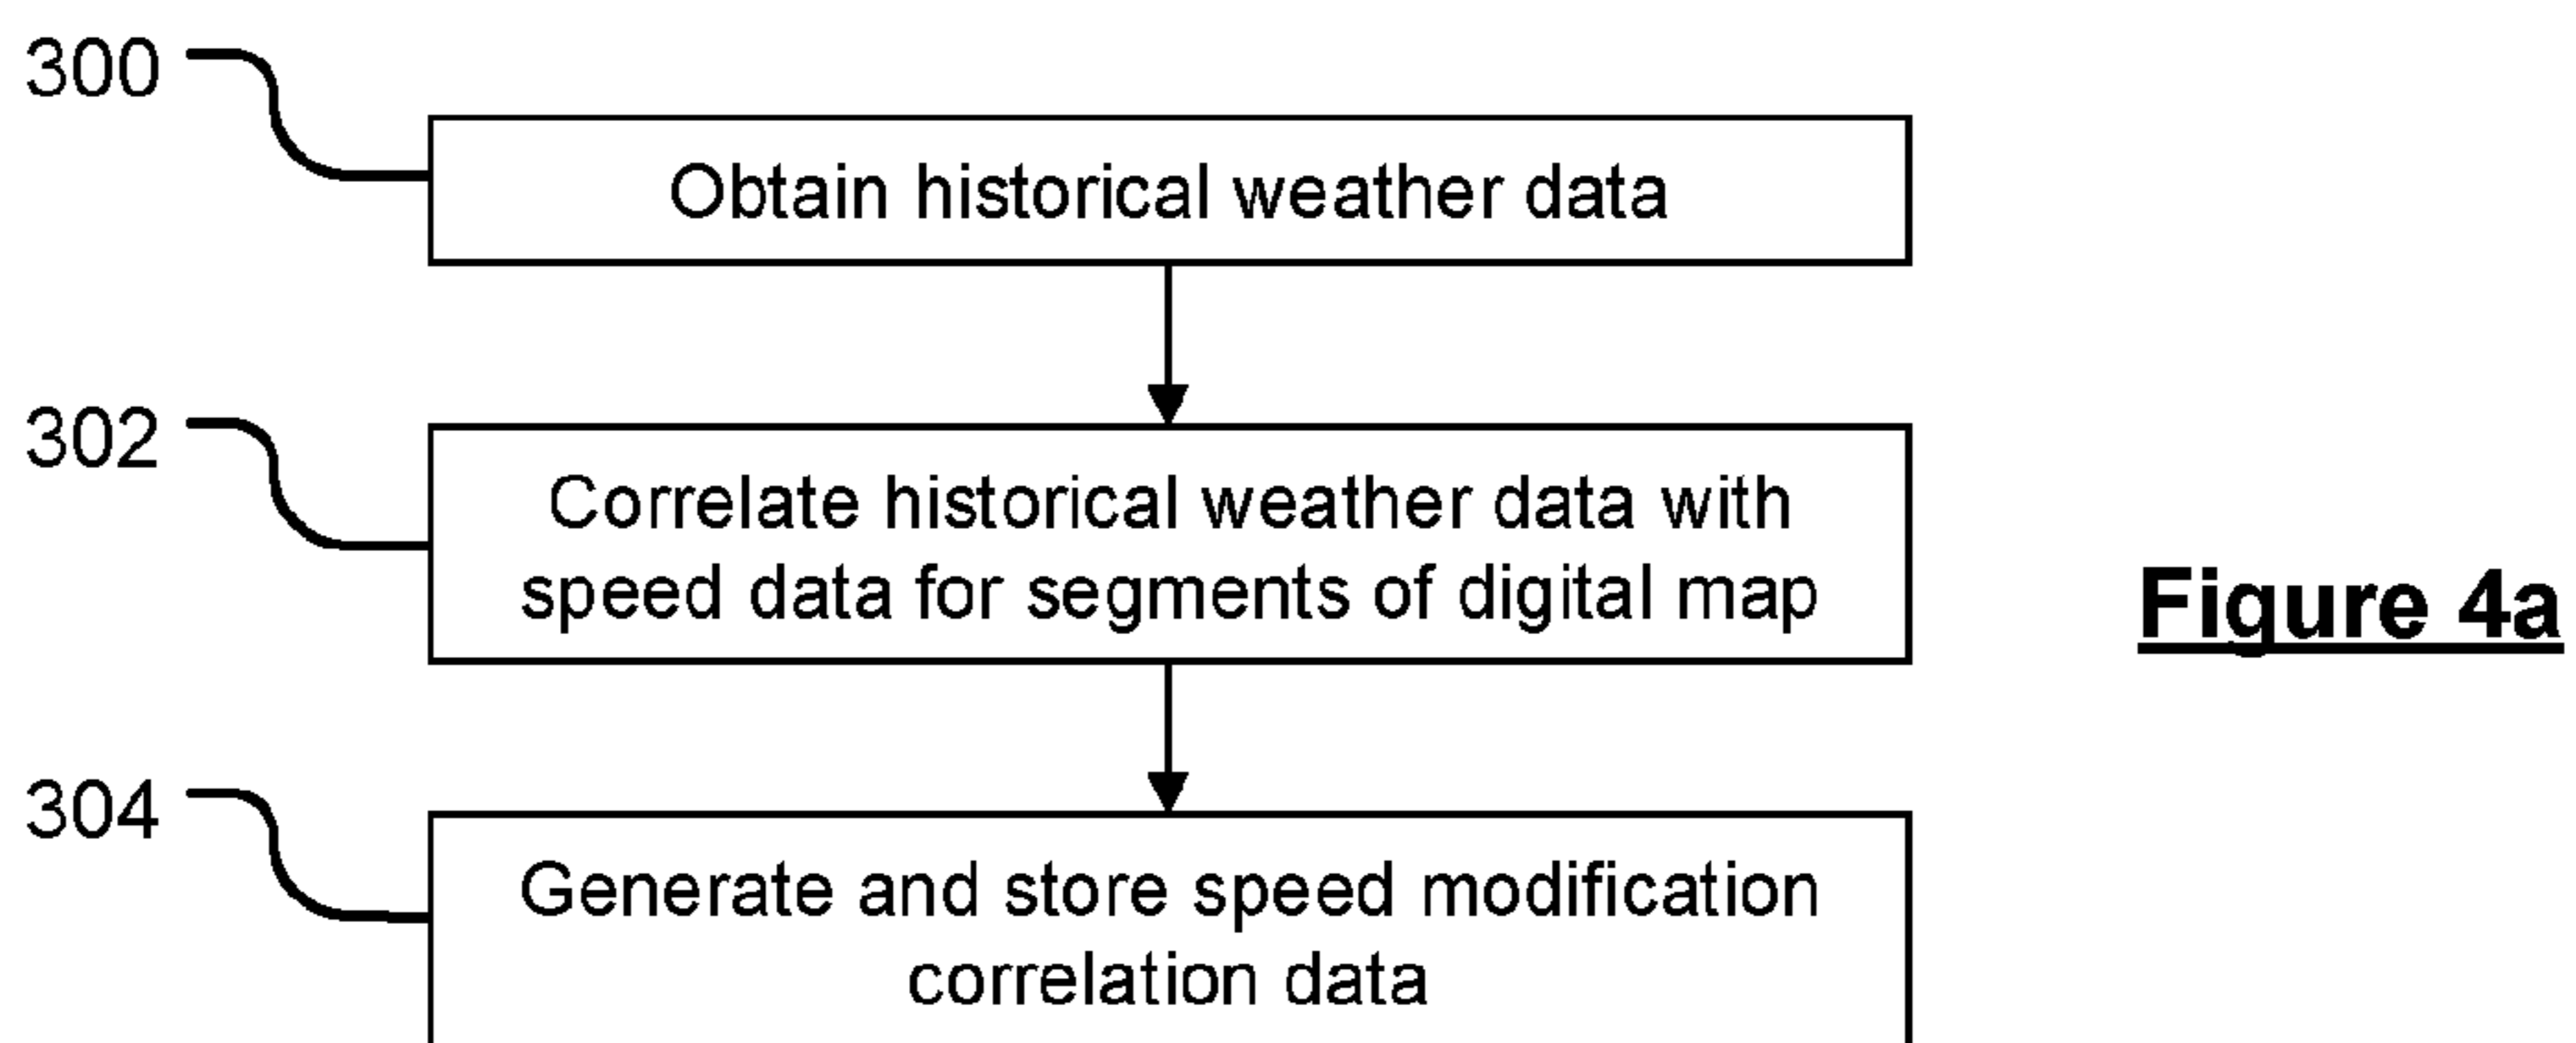 300
Obtain historical weather data
302
Correlate historical weather data with
speed data for segments of digital map
Figure 4a
304
Generate and store speed modification
correlation data